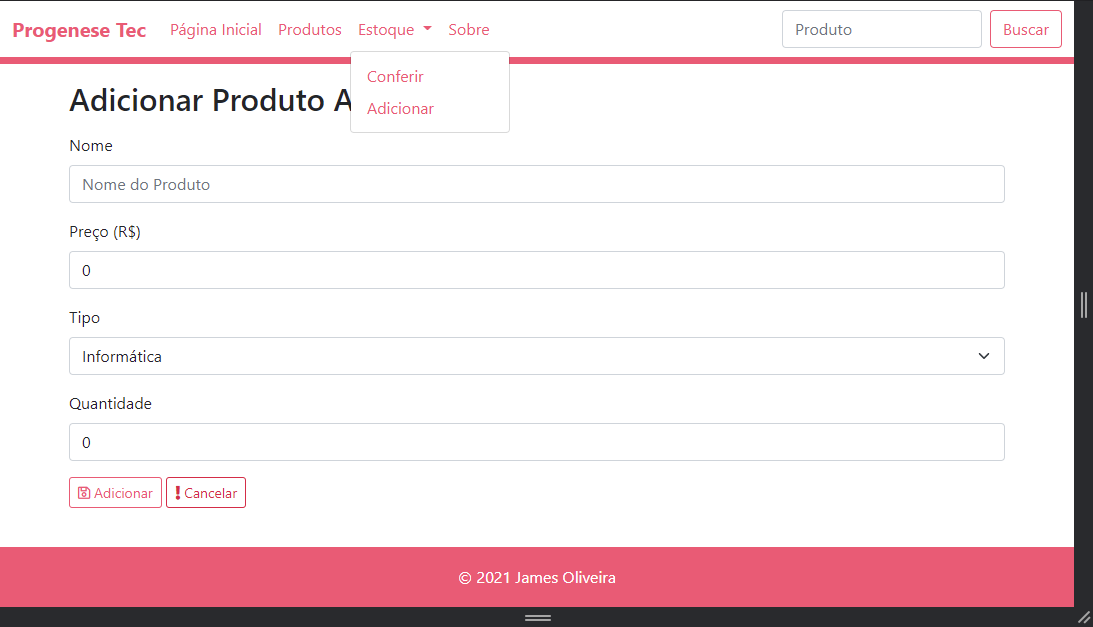 Progenese Tec Página Inicial Produtos Estoque Sobre Produto Buscar
Conferir
Adicionar
Adicionar Produto A
Nome
Nome do Produto
Preço (R$)
0
Tipo
Informática
Quantidade
0
Adicionar Cancelar
© 2021 James Oliveira